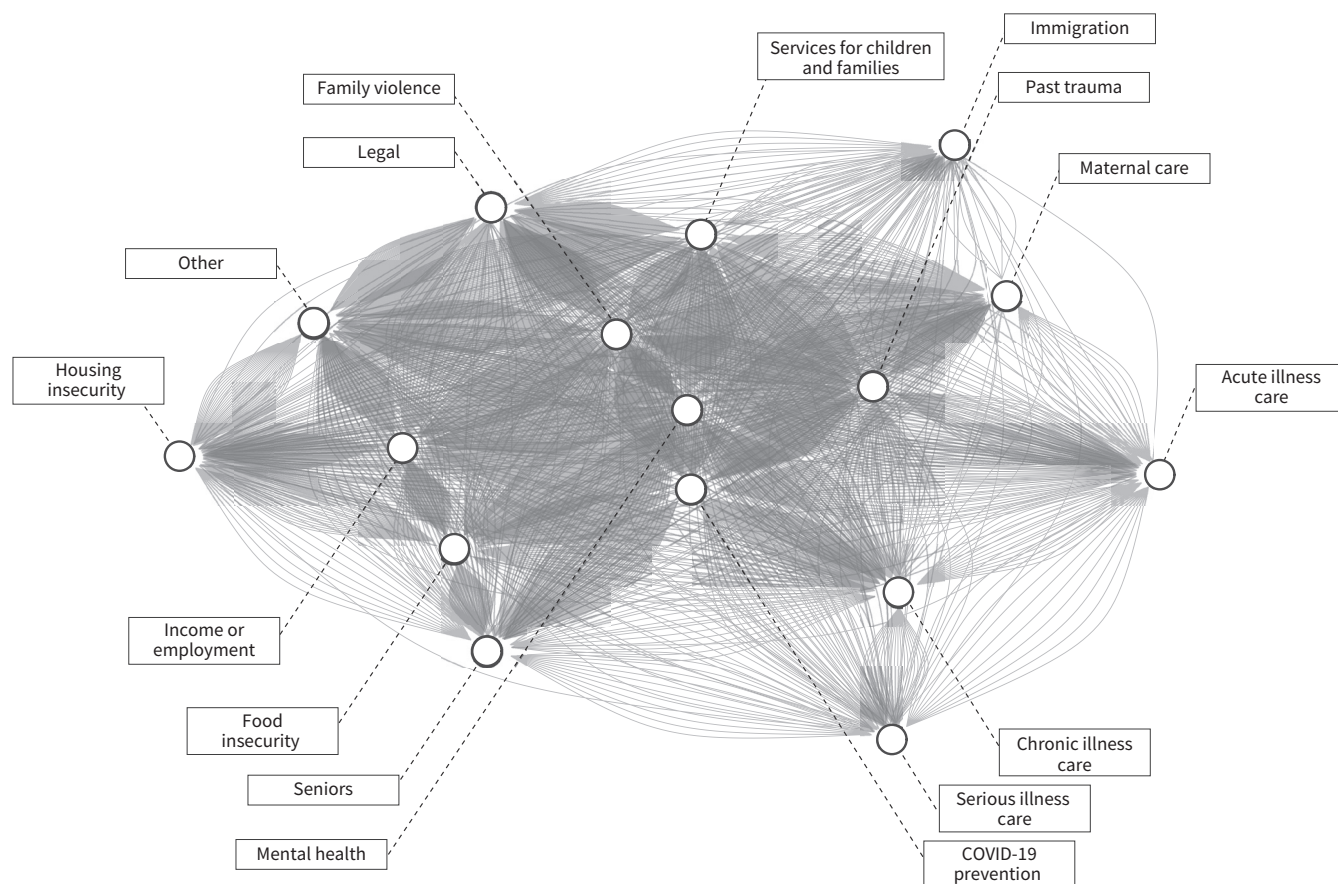 Immigration
Services for children
and families
Past trauma
Family violence
Legal
Maternal care
Other
Housing
insecurity
Acute illness
care
Income or
employment
Food
insecurity
Chronic illness
care
Seniors
Serious illness
care
Mental health
COVID-19
prevention